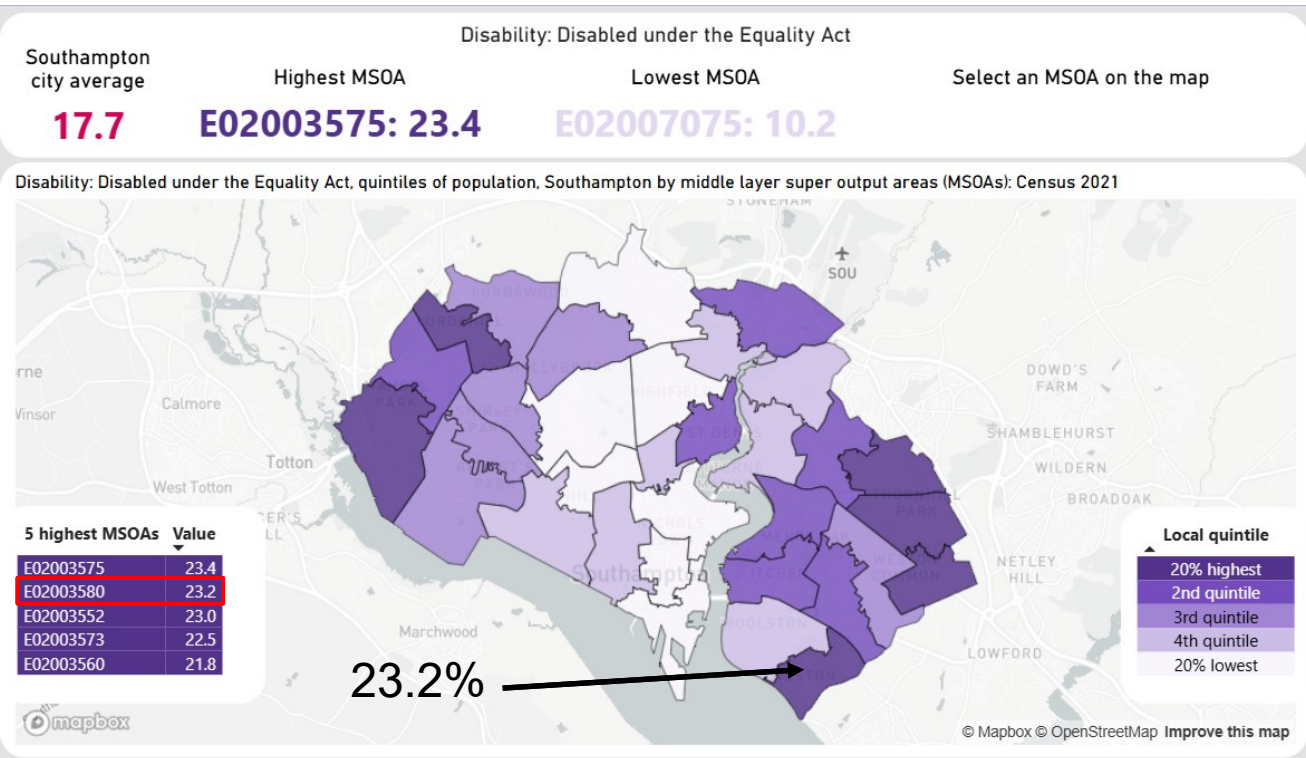 Disability: Disabled under the Equality Act
Southampton
city average
17.7
Highest MSOA
E02003575: 23.4
Lowest MSOA
E02007075: 10.2
Select an MSOA on the map
Disability: Disabled under the Equality Act, quintiles of population, Southampton by middle layer super output areas (MSOAs): Census 2021
STONEHAM
SOU
LORDSWOOD
DOWD'S
FARM
Calmore
PARK
SHAMBLEHURST
Totton
WILDERN
West Totton
BROADOAK
PARK
Southampton
NETLEY
HILL
Marchwood
LOWFORD
5 highest MSOAs Value
E02003575 23.4
E02003580 23.2
E02003552 23.0
E02003573 22.5
E02003560 21.8
Local quintile
20% highest
2nd quintile
3rd quintile
4th quintile
20% lowest
23.2%
mapbox
© Mapbox © OpenStreetMap Improve this map